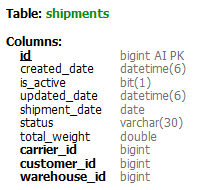 Table: shipments
Columns:
id bigint AI PK
created_date datetime(6)
is_active bit(1)
updated_date datetime(6)
shipment_date date
status varchar(30)
total_weight double
carrier_id bigint
customer_id bigint
warehouse_id bigint